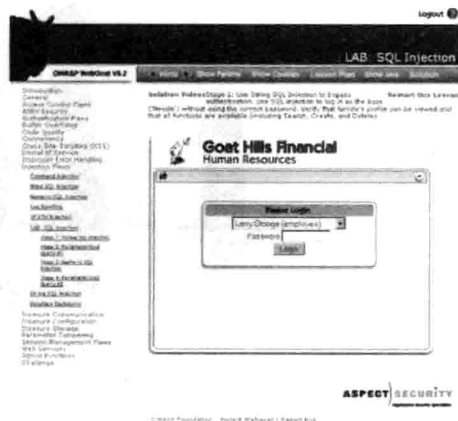 Logout
LAB: SQL Injection
OWASP WebGoat V5.2
Hints Show Params Show Cookies Lesson Plan Show Java Solution
Introduction
General
Access Control Flaws
AJAX Security
Authentication Flaws
Buffer Overflows
Code Quality
Concurrency
Cross-Site Scripting (XSS)
Denial of Service
Improper Error Handling
Injection Flaws
Command Injection
Blind SQL Injection
Numeric SQL Injection
Log Spoofing
XPATH Injection
LAB: SQL Injection
Stage 1: String SQL Injection
Stage 2: Parameterized Query #1
Stage 3: Numeric SQL Injection
Stage 4: Parameterized Query #2
String SQL Injection
Database Backdoors
Insecure Communication
Insecure Configuration
Insecure Storage
Parameter Tampering
Session Management Flaws
Web Services
Admin Functions
Challenge
Solution Videos Stage 1: Use String SQL Injection to bypass
Restart this Lesson
authentication. Use SQL injection to log in as the boss
('Neville') without using the correct password. Verify that Neville's profile can be viewed and
that all functions are available (including Search, Create, and Delete).
Goat Hills Financial
Human Resources
Please Login
Larry Stooge (employee)
Password
Login
ASPECT SECURITY